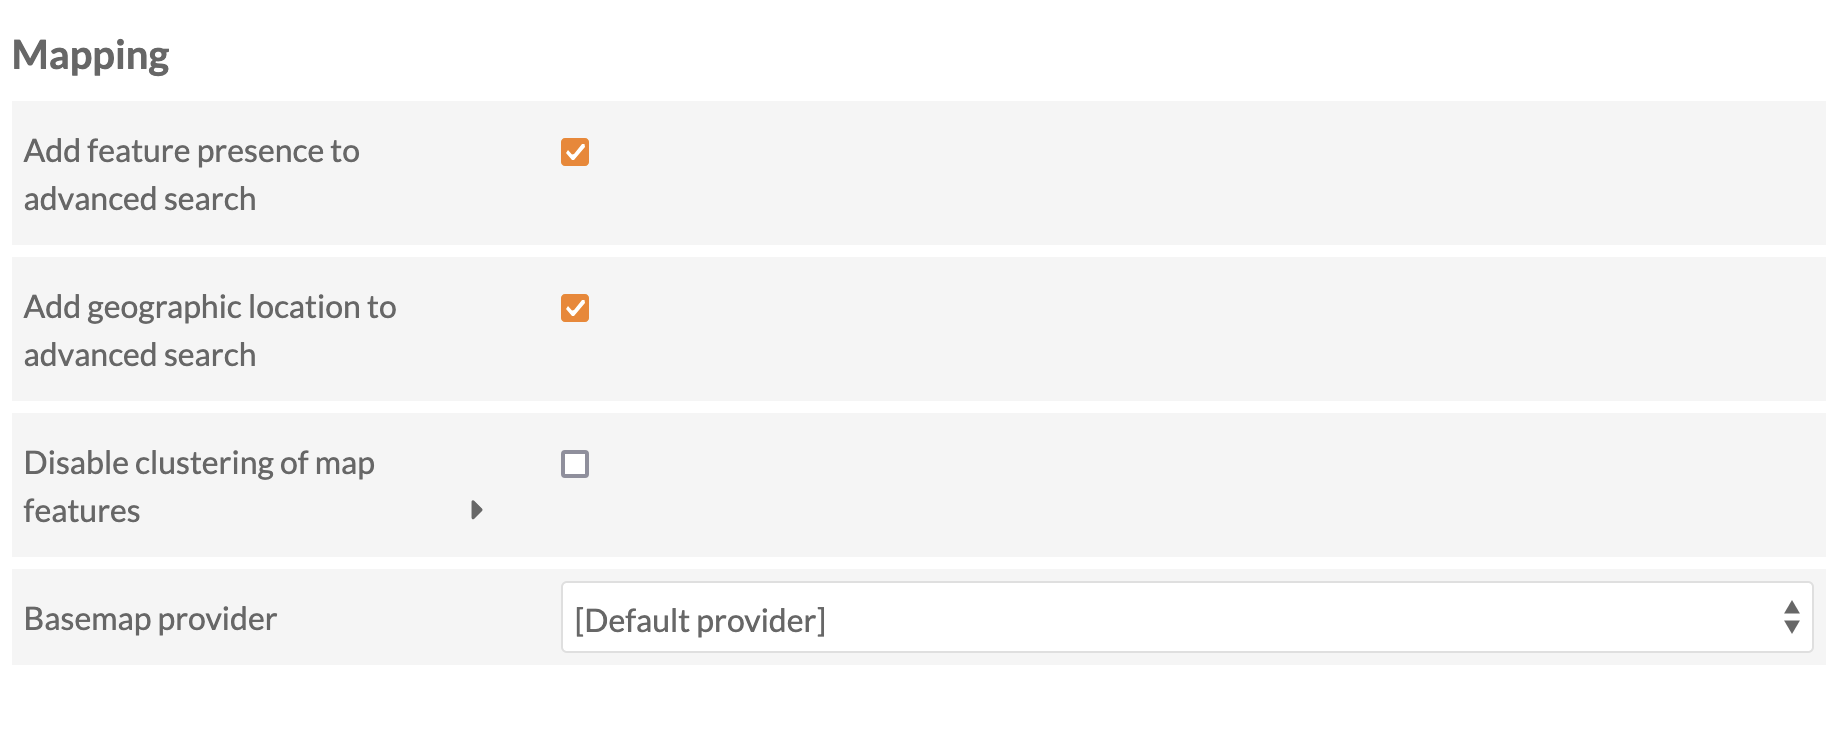 Mapping
Add feature presence to
advanced search
Add geographic location to
advanced search
Disable clustering of map
features
Basemap provider
[Default provider]